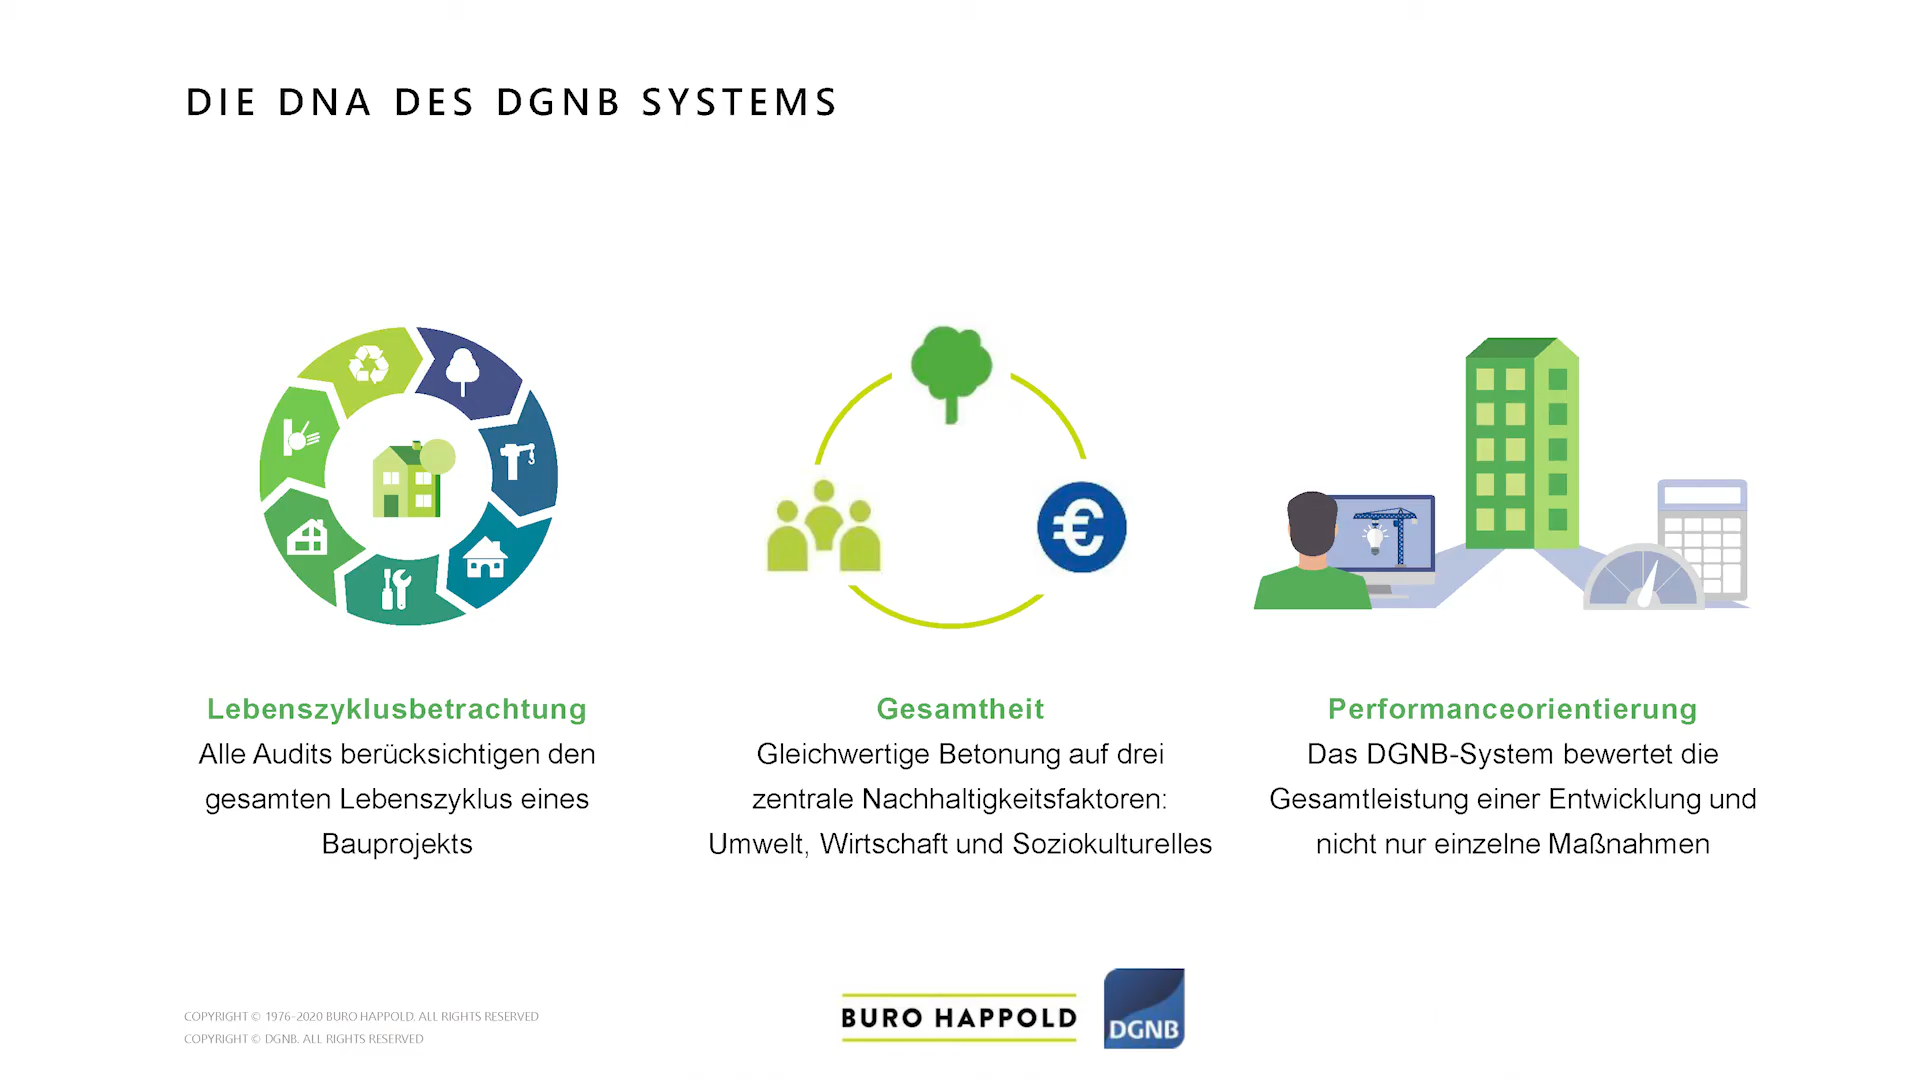 DIE DNA DES DGNB SYSTEMS
Lebenszyklusbetrachtung
Alle Audits berücksichtigen den
gesamten Lebenszyklus eines
Bauprojekts
Gesamtheit
Gleichwertige Betonung auf drei
zentrale Nachhaltigkeitsfaktoren:
Umwelt, Wirtschaft und Soziokulturelles
Performanceorientierung
Das DGNB-System bewertet die
Gesamtleistung einer Entwicklung und
nicht nur einzelne Maßnahmen
COPYRIGHT © 1976-2020 BURO HAPPOLD. ALL RIGHTS RESERVED
COPYRIGHT © DGNB. ALL RIGHTS RESERVED
BURO HAPPOLD
DGNB